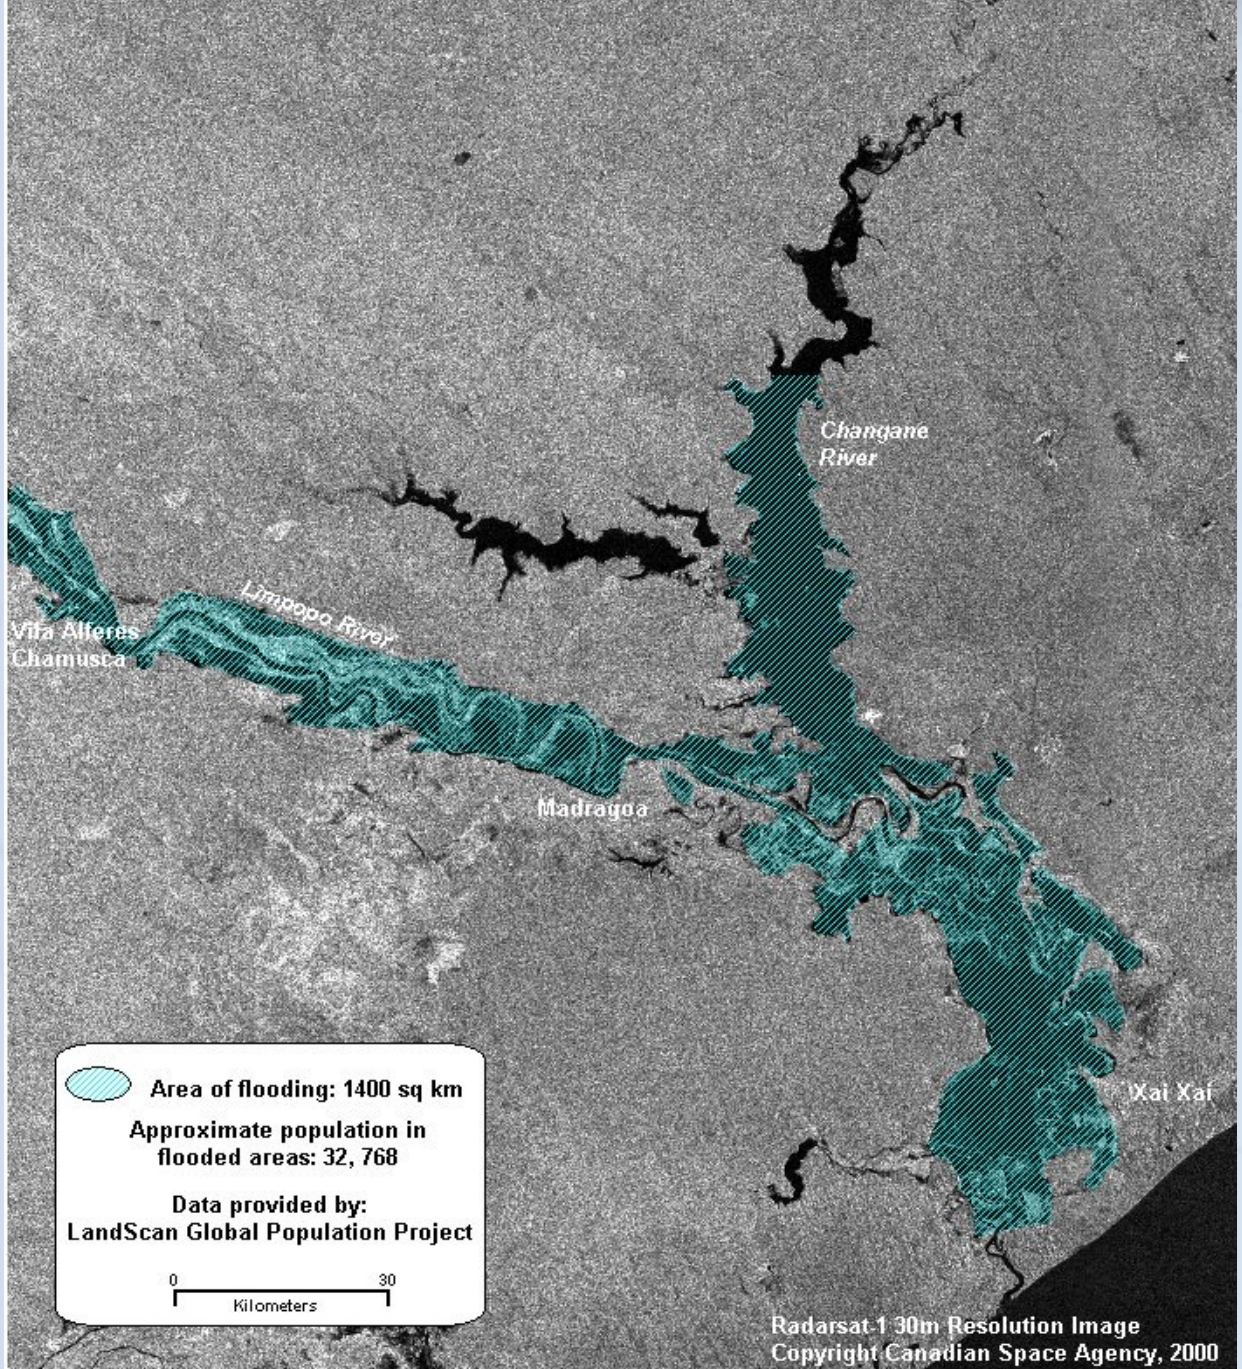 Changane
River
Limpopo River
Vila Alferes
Chamusca
Madragoa
Xai Xai
Area of flooding: 1400 sq km
Approximate population in
flooded areas: 32, 768
Data provided by:
LandScan Global Population Project
0 30
Kilometers
Radarsat-1 30m Resolution Image
Copyright Canadian Space Agency, 2000